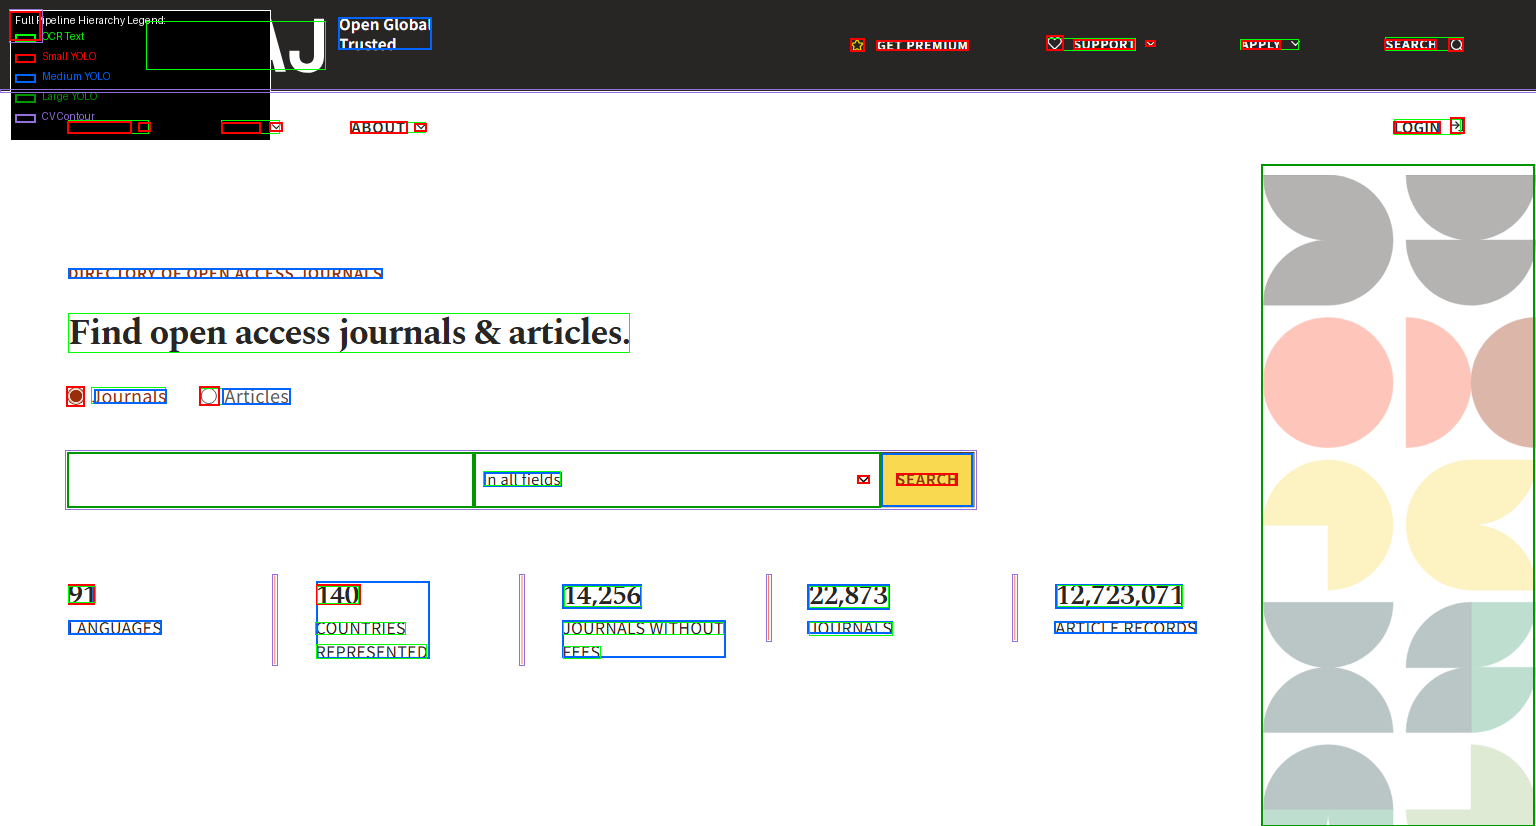 Full Pipeline Hierarchy Legend:
OCR Text
Small YOLO
Medium YOLO
Large YOLO
CV Contour
AJ
Open Global
Trusted
GET PREMIUM
SUPPORT
APPLY
SEARCH
ABOUT
LOGIN
DIRECTORY OF OPEN ACCESS JOURNALS
Find open access journals & articles.
Journals
Articles
In all fields
SEARCH
91
LANGUAGES
140
COUNTRIES
REPRESENTED
14,256
JOURNALS WITHOUT
FEES
22,873
JOURNALS
12,723,071
ARTICLE RECORDS